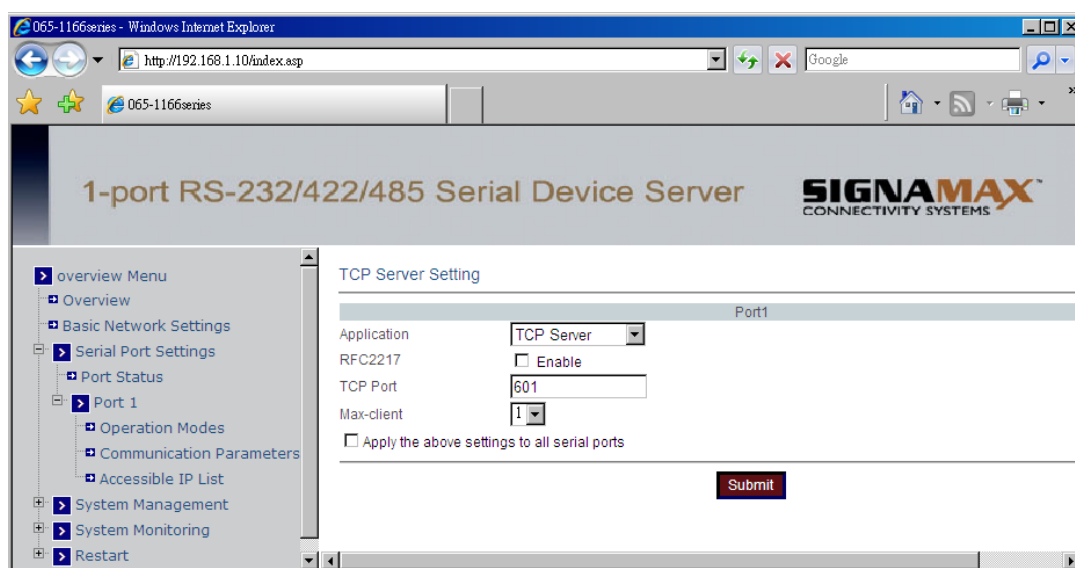 065-1166series - Windows Internet Explorer
http://192.168.1.10/index.asp
Google
065-1166series
1-port RS-232/422/485 Serial Device Server
SIGNAMAX™
CONNECTIVITY SYSTEMS
overview Menu
Overview
Basic Network Settings
Serial Port Settings
Port Status
Port 1
Operation Modes
Communication Parameters
Accessible IP List
System Management
System Monitoring
Restart
TCP Server Setting
Port1
Application TCP Server
RFC2217 Enable
TCP Port 601
Max-client 1
Apply the above settings to all serial ports
Submit